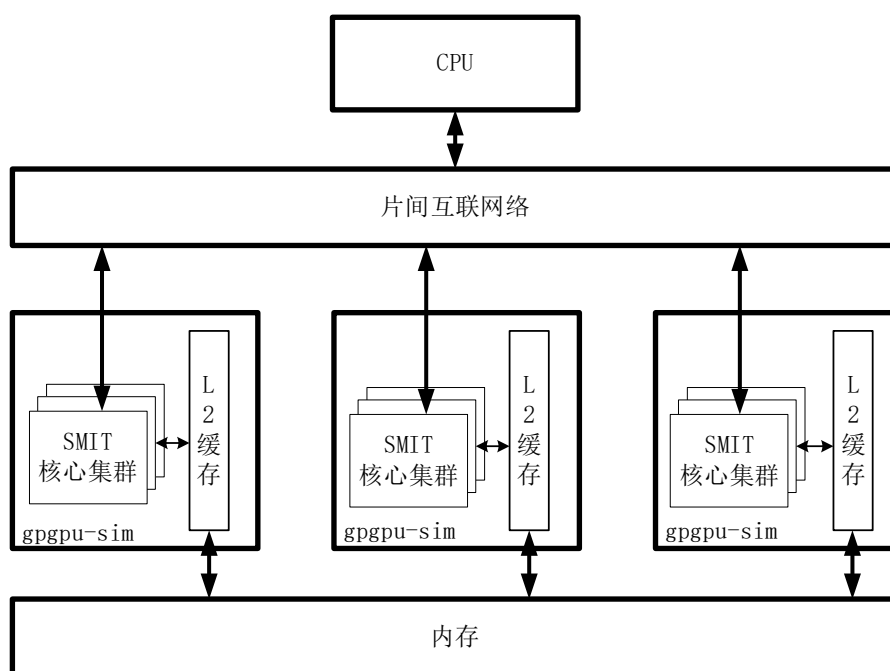 CPU
片间互联网络
SMIT
核心集群
L
2
缓
存
gpgpu-sim
SMIT
核心集群
L
2
缓
存
gpgpu-sim
SMIT
核心集群
L
2
缓
存
gpgpu-sim
内存